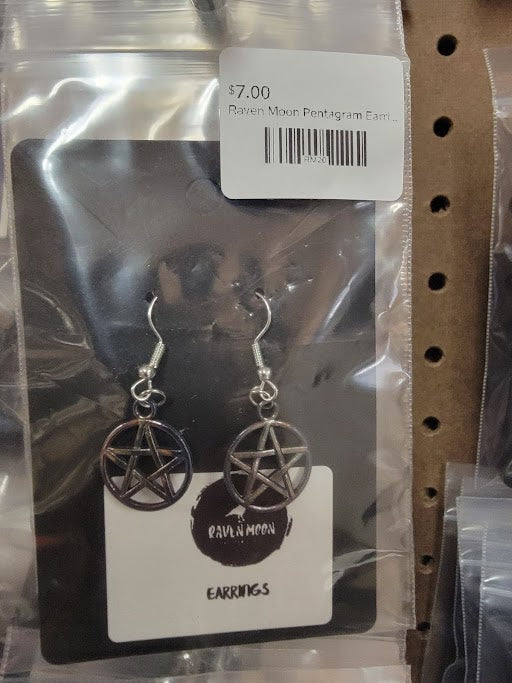 $7.00
Raven Moon Pentagram Earri...
RM20
RAVEN MOON
EARRINGS